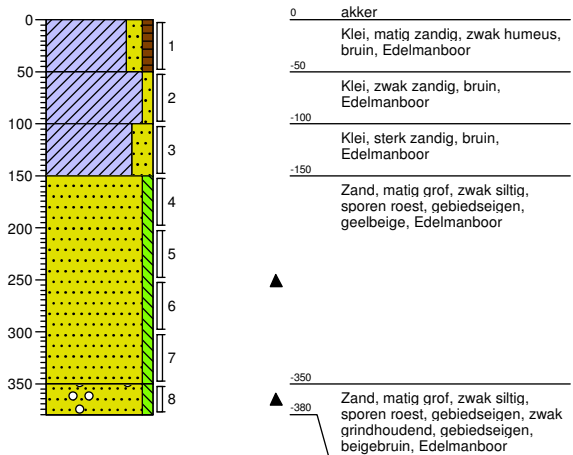 0
50
100
150
200
250
300
350
1
2
3
4
5
6
7
8
0 akker
Klei, matig zandig, zwak humeus,
bruin, Edelmanboor
-50
Klei, zwak zandig, bruin,
Edelmanboor
-100
Klei, sterk zandig, bruin,
Edelmanboor
-150
Zand, matig grof, zwak siltig,
sporen roest, gebiedseigen,
geelbeige, Edelmanboor
-350
Zand, matig grof, zwak siltig,
-380 sporen roest, gebiedseigen, zwak
grindhoudend, gebiedseigen,
beigebruin, Edelmanboor